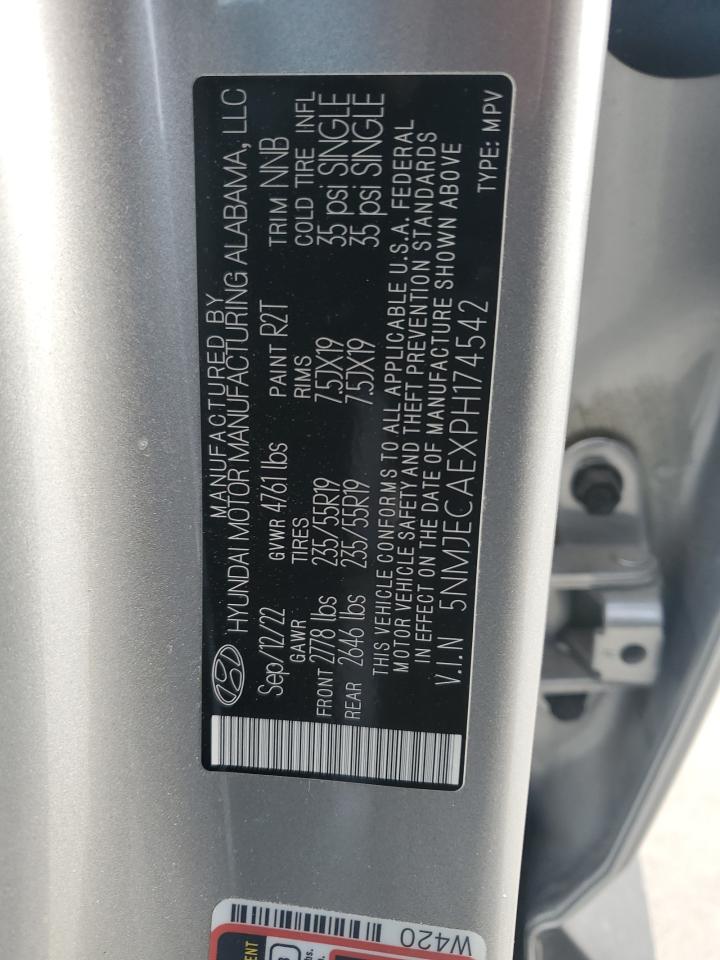 MANUFACTURED BY
HYUNDAI MOTOR MANUFACTURING ALABAMA, LLC
Sep/12/22 GVWR 4761 lbs PAINT R2T TRIM NNB
GAWR TIRES RIMS COLD TIRE INFL
FRONT 2778 lbs 235/55R19 7.5JX19 35 psi SINGLE
REAR 2646 lbs 235/55R19 7.5JX19 35 psi SINGLE
THIS VEHICLE CONFORMS TO ALL APPLICABLE U.S.A. FEDERAL
MOTOR VEHICLE SAFETY AND THEFT PREVENTION STANDARDS
IN EFFECT ON THE DATE OF MANUFACTURE SHOWN ABOVE
V.I.N 5NMJECAEXPH174542 TYPE: MPV
W420